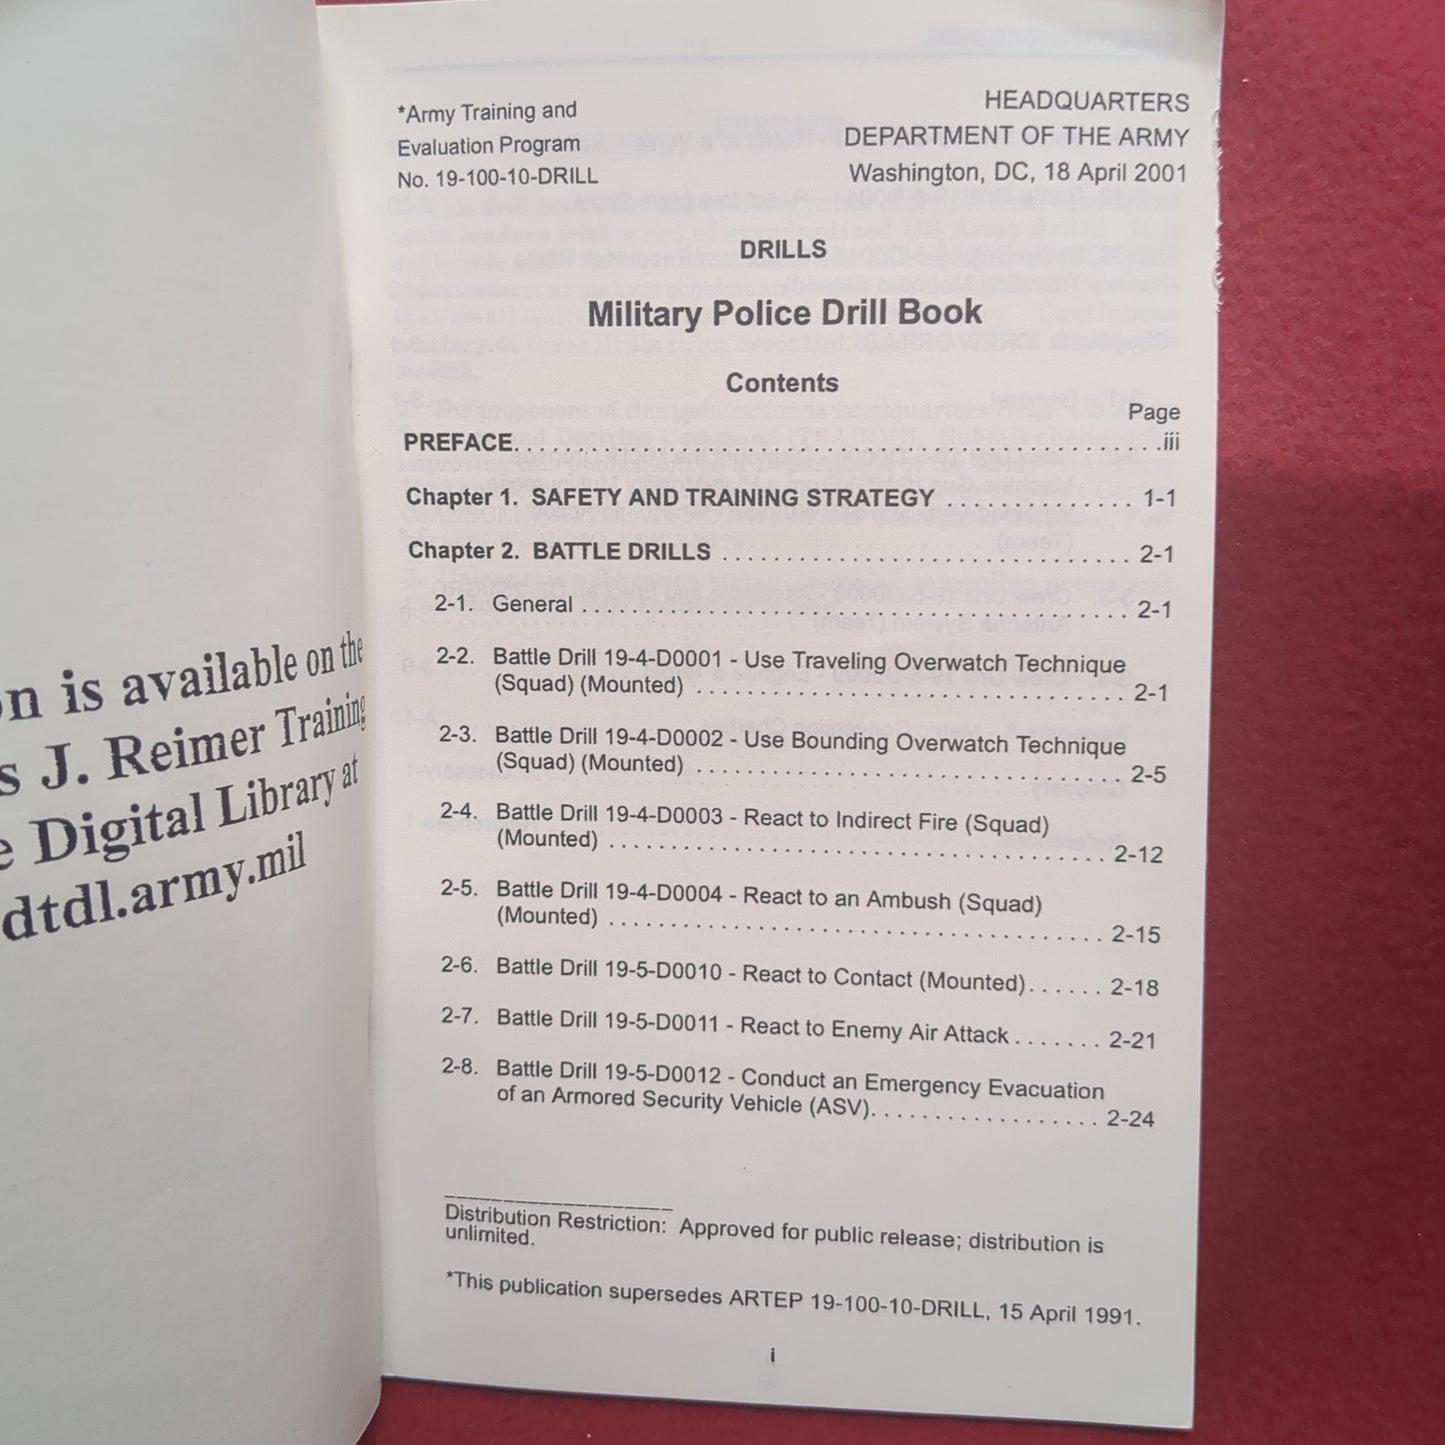 on is available on the
s J. Reimer Training
e Digital Library at
dtdl.army.mil
*Army Training and
Evaluation Program
No. 19-100-10-DRILL
HEADQUARTERS
DEPARTMENT OF THE ARMY
Washington, DC, 18 April 2001
DRILLS
Military Police Drill Book
Contents
Page
PREFACE. . . . . . . . . . . . . . . . . . . . . . . . . . . . . . . . . . . . . . . . . . . . . . . . . .iii
Chapter 1. SAFETY AND TRAINING STRATEGY . . . . . . . . . . . . . . . 1-1
Chapter 2. BATTLE DRILLS . . . . . . . . . . . . . . . . . . . . . . . . . . . . . . . . 2-1
2-1. General . . . . . . . . . . . . . . . . . . . . . . . . . . . . . . . . . . . . . . . . . . . 2-1
2-2. Battle Drill 19-4-D0001 - Use Traveling Overwatch Technique
(Squad) (Mounted) . . . . . . . . . . . . . . . . . . . . . . . . . . . . . . . . . . 2-1
2-3. Battle Drill 19-4-D0002 - Use Bounding Overwatch Technique
(Squad) (Mounted) . . . . . . . . . . . . . . . . . . . . . . . . . . . . . . . . . . 2-5
2-4. Battle Drill 19-4-D0003 - React to Indirect Fire (Squad)
(Mounted) . . . . . . . . . . . . . . . . . . . . . . . . . . . . . . . . . . . . . . . 2-12
2-5. Battle Drill 19-4-D0004 - React to an Ambush (Squad)
(Mounted) . . . . . . . . . . . . . . . . . . . . . . . . . . . . . . . . . . . . . . . 2-15
2-6. Battle Drill 19-5-D0010 - React to Contact (Mounted). . . . . . 2-18
2-7. Battle Drill 19-5-D0011 - React to Enemy Air Attack . . . . . . . 2-21
2-8. Battle Drill 19-5-D0012 - Conduct an Emergency Evacuation
of an Armored Security Vehicle (ASV). . . . . . . . . . . . . . . . . . 2-24
Distribution Restriction: Approved for public release; distribution is
unlimited.
*This publication supersedes ARTEP 19-100-10-DRILL, 15 April 1991.
i